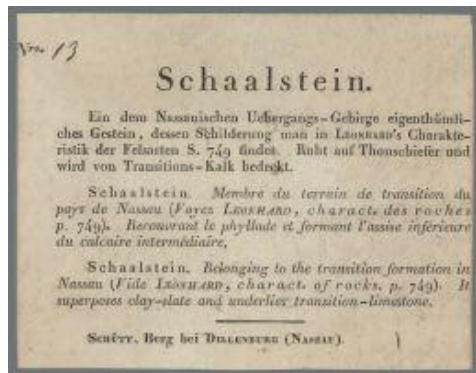 Nro. 13
Schaalstein.
Ein dem Nassauischen Uebergangs-Gebirge eigenthümli-
ches Gestein, dessen Schilderung man in LEONHARD's Charakte-
ristik der Felsarten S. 749 findet. Ruht auf Thonschiefer und
wird von Transitions-Kalk bedeckt.
Schaalstein. Membre du terrain de transition du
pays de Nassau (Voyez LEONHARD, charact. des roches
p. 749). Recouvrant le phyllade et formant l'assise inférieure
du calcaire intermédiaire.
Schaalstein. Belonging to the transition formation in
Nassau (Vide LEONHARD, charact. of rocks. p. 749). It
superposes clay-slate and underlies transition-limestone.
SCHÜTT. Berg bei DILLENBURG (NASSAU).